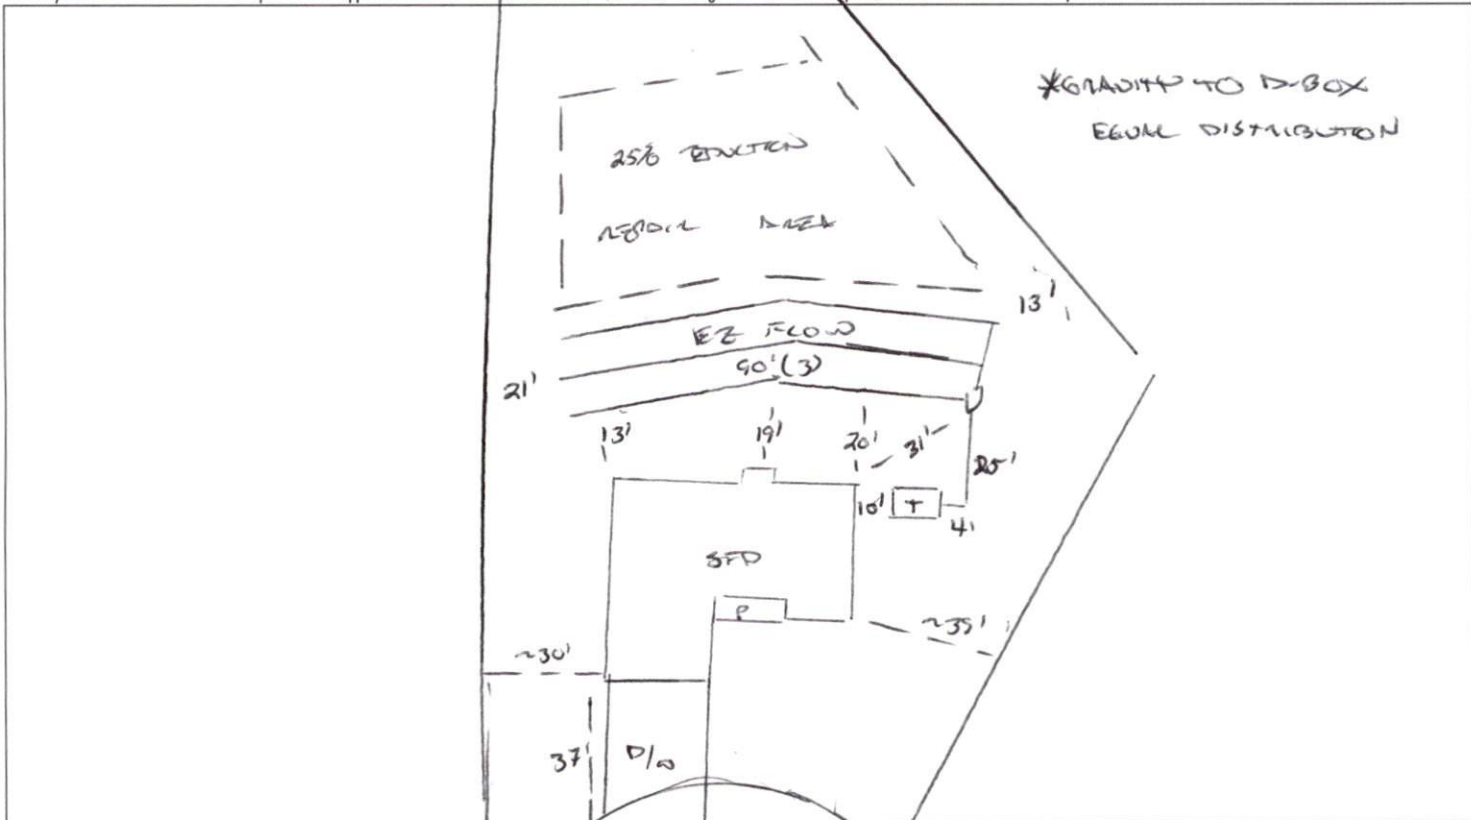 *GRAVITY TO D-BOX
EQUAL DISTRIBUTION
25% REDUCTION
REPAIR AREA
13'
EZ FLOW
90'(3)
21'
13'
19'
20'
31'
25'
10'
T
4'
SFD
P
~35'
~30'
37'
D/W